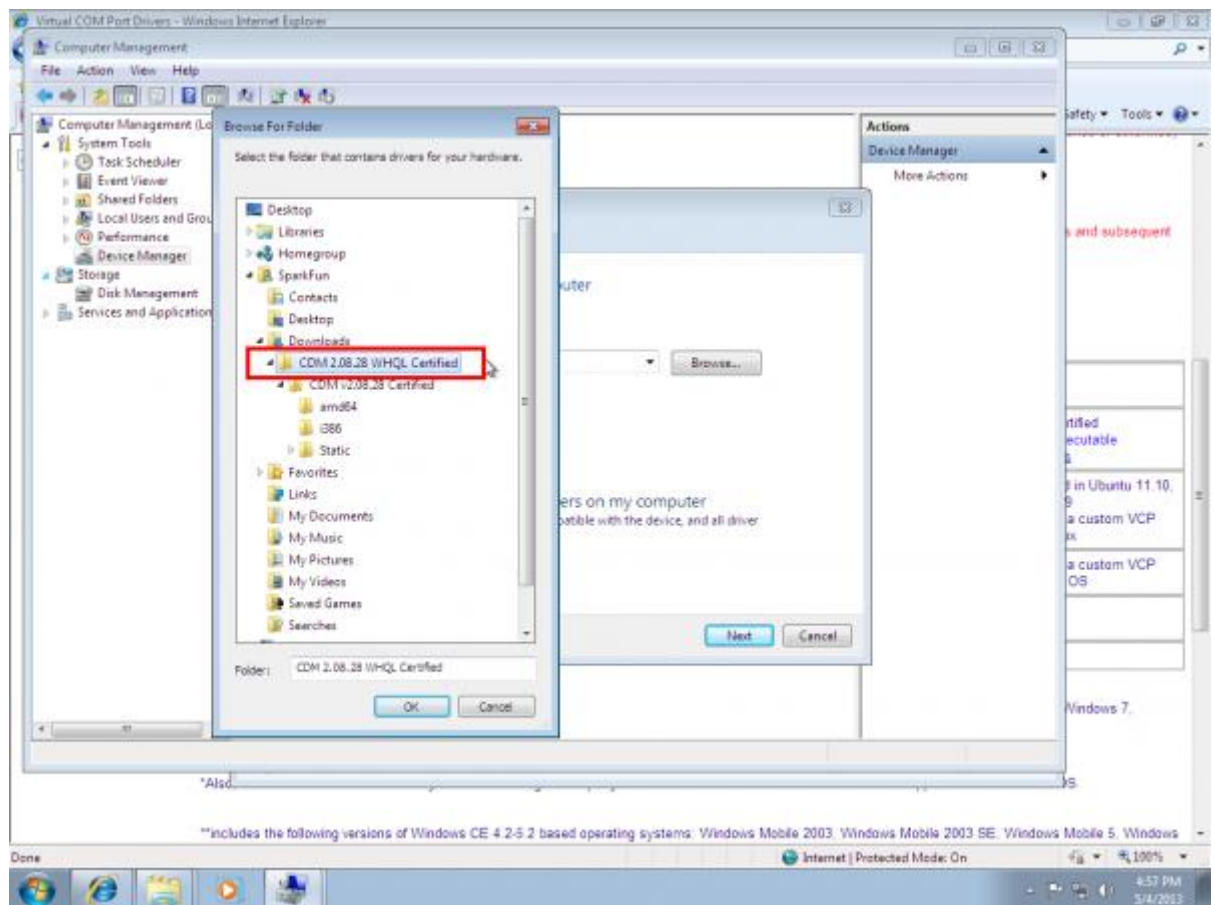 Virtual COM Port Drivers - Windows Internet Explorer
Computer Management
File Action View Help
Safety Tools
Computer Management (Lo
System Tools
Task Scheduler
Event Viewer
Shared Folders
Local Users and Grou
Performance
Device Manager
Storage
Disk Management
Services and Application
Browse For Folder
Select the folder that contains drivers for your hardware.
Desktop
Libraries
Homegroup
SparkFun
Contacts
Desktop
Downloads
CDM 2.08.28 WHQL Certified
CDM v2.08.28 Certified
amd64
i386
Static
Favorites
Links
My Documents
My Music
My Pictures
My Videos
Saved Games
Searches
Folder: CDM 2.08.28 WHQL Certified
OK Cancel
uter
Browse...
ers on my computer
patible with the device, and all driver
Next Cancel
Actions
Device Manager
More Actions
s and subsequent
rtified
ecutable
d in Ubuntu 11.10,
9
a custom VCP
a custom VCP
OS
Windows 7,
*Also
OS.
**includes the following versions of Windows CE 4.2-5.2 based operating systems: Windows Mobile 2003, Windows Mobile 2003 SE, Windows Mobile 5, Windows
Done
Internet | Protected Mode: On
100%
4:57 PM
5/4/2013